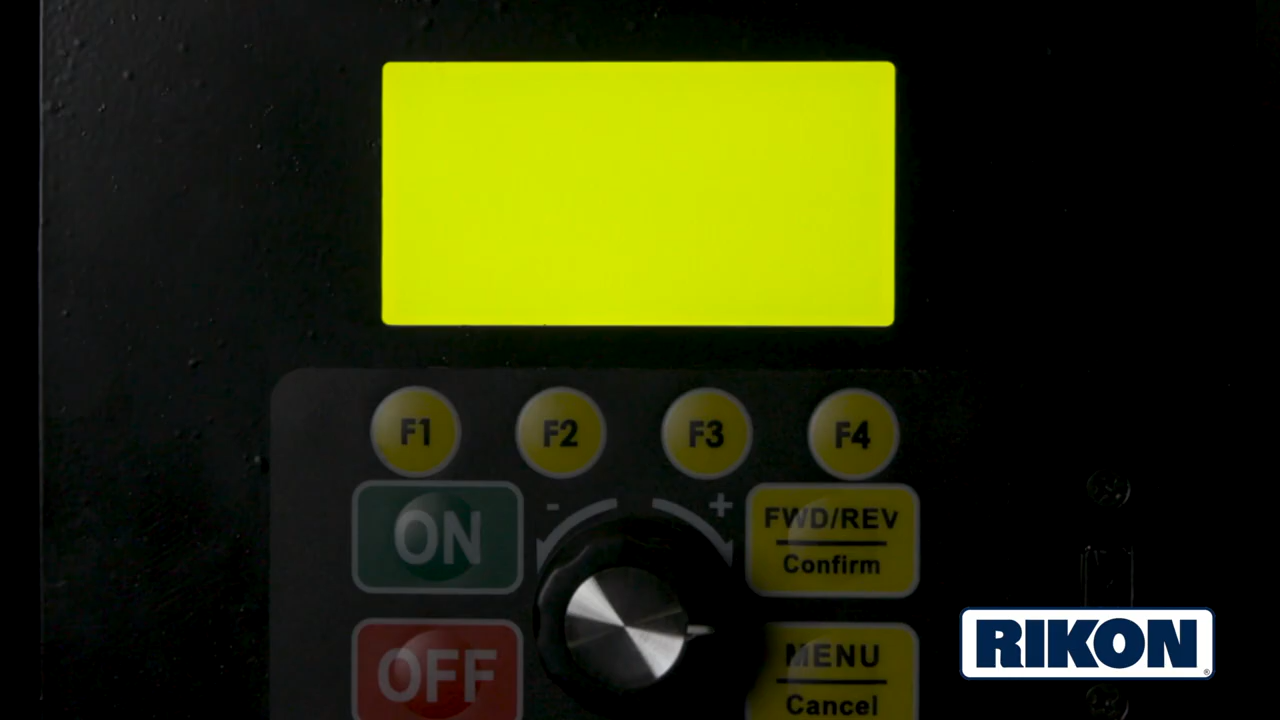 F1 F2 F3 F4
- +
ON
FWD/REV
Confirm
OFF
MENU
Cancel
RIKON®